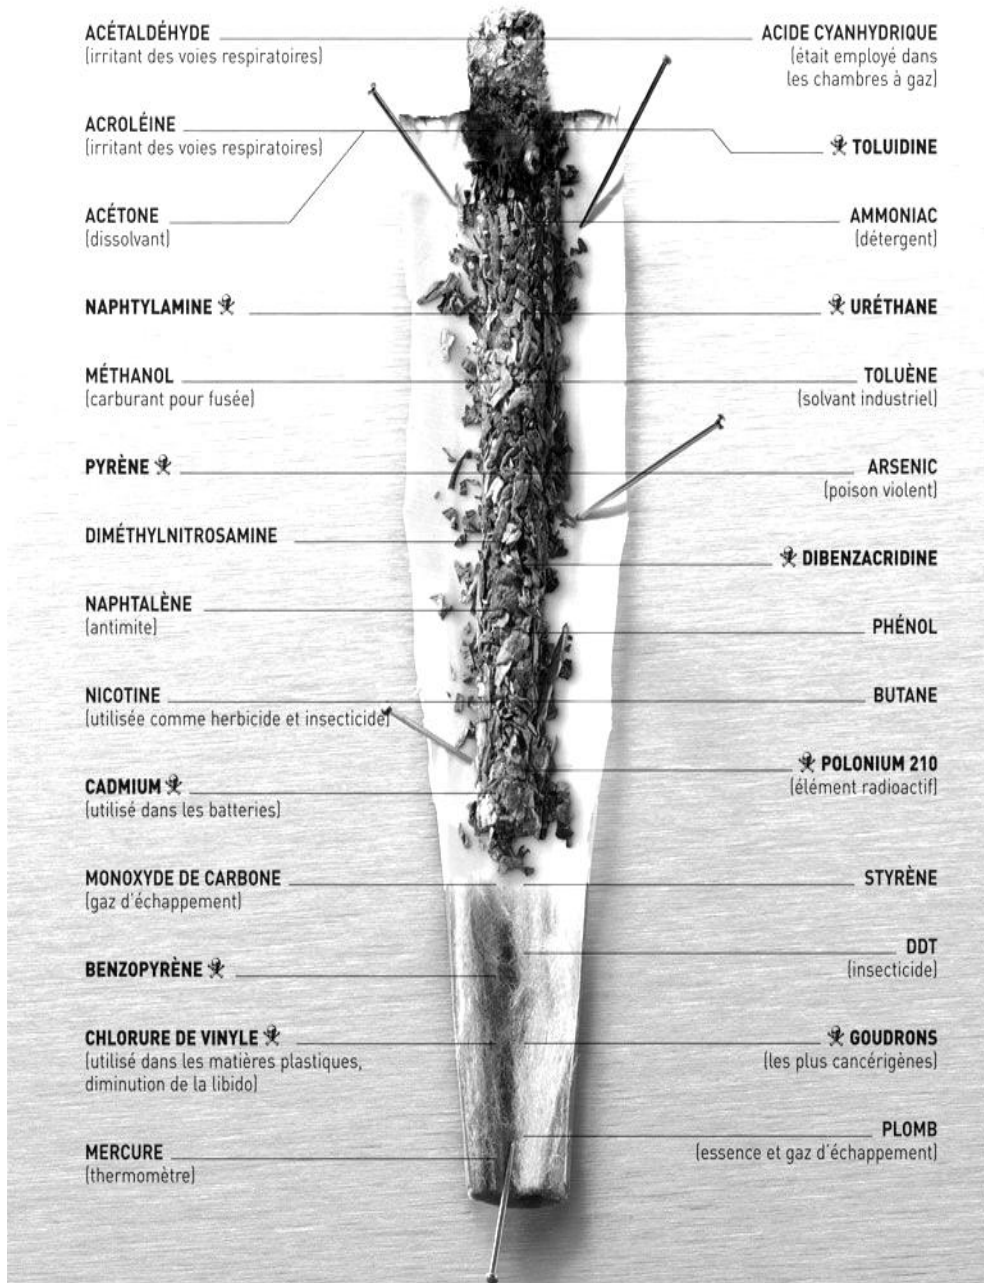 ACÉTALDÉHYDE
(irritant des voies respiratoires)
ACROLÉINE
(irritant des voies respiratoires)
ACÉTONE
(dissolvant)
NAPHTYLAMINE
MÉTHANOL
(carburant pour fusée)
PYRÈNE
DIMÉTHYLNITROSAMINE
NAPHTALÈNE
(antimite)
NICOTINE
(utilisée comme herbicide et insecticide)
CADMIUM
(utilisé dans les batteries)
MONOXYDE DE CARBONE
(gaz d'échappement)
BENZOPYRÈNE
CHLORURE DE VINYLE
(utilisé dans les matières plastiques,
diminution de la libido)
MERCURE
(thermomètre)
ACIDE CYANHYDRIQUE
(était employé dans
les chambres à gaz)
TOLUIDINE
AMMONIAC
(détergent)
URÉTHANE
TOLUÈNE
(solvant industriel)
ARSENIC
(poison violent)
DIBENZACRIDINE
PHÉNOL
BUTANE
POLONIUM 210
(élément radioactif)
STYRÈNE
DDT
(insecticide)
GOUDRONS
(les plus cancérigènes)
PLOMB
(essence et gaz d'échappement)